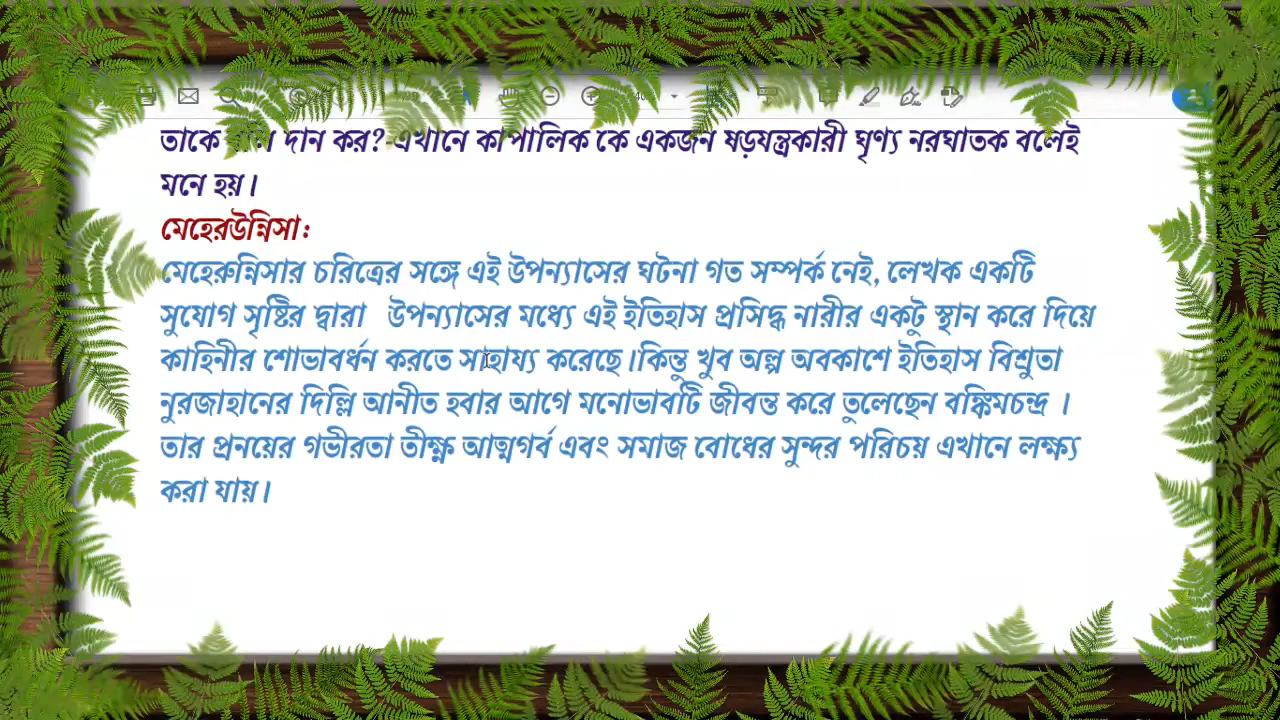 তাকে দান কর?-এখানে কাপালিক কে একজন ষড়যন্ত্রকারী ঘৃণ্য নরঘাতক বলেই
মনে হয়।
মেহেরউন্নিসা:
মেহেরুন্নিসার চরিত্রের সঙ্গে এই উপন্যাসের ঘটনা গত সম্পর্ক নেই, লেখক একটি
সুযোগ সৃষ্টির দ্বারা উপন্যাসের মধ্যে এই ইতিহাস প্রসিদ্ধ নারীর একটু স্থান করে দিয়ে
কাহিনীর শোভাবর্ধন করতে সাহায্য করেছে।কিন্তু খুব অল্প অবকাশে ইতিহাস বিশ্রুতা
নুরজাহানের দিল্লি আনীত হবার আগে মনোভাবটি জীবন্ত করে তুলেছেন বঙ্কিমচন্দ্র ।
তার প্রনয়ের গভীরতা তীক্ষ্ণ আত্মগর্ব এবং সমাজ বোধের সুন্দর পরিচয় এখানে লক্ষ্য
করা যায়।